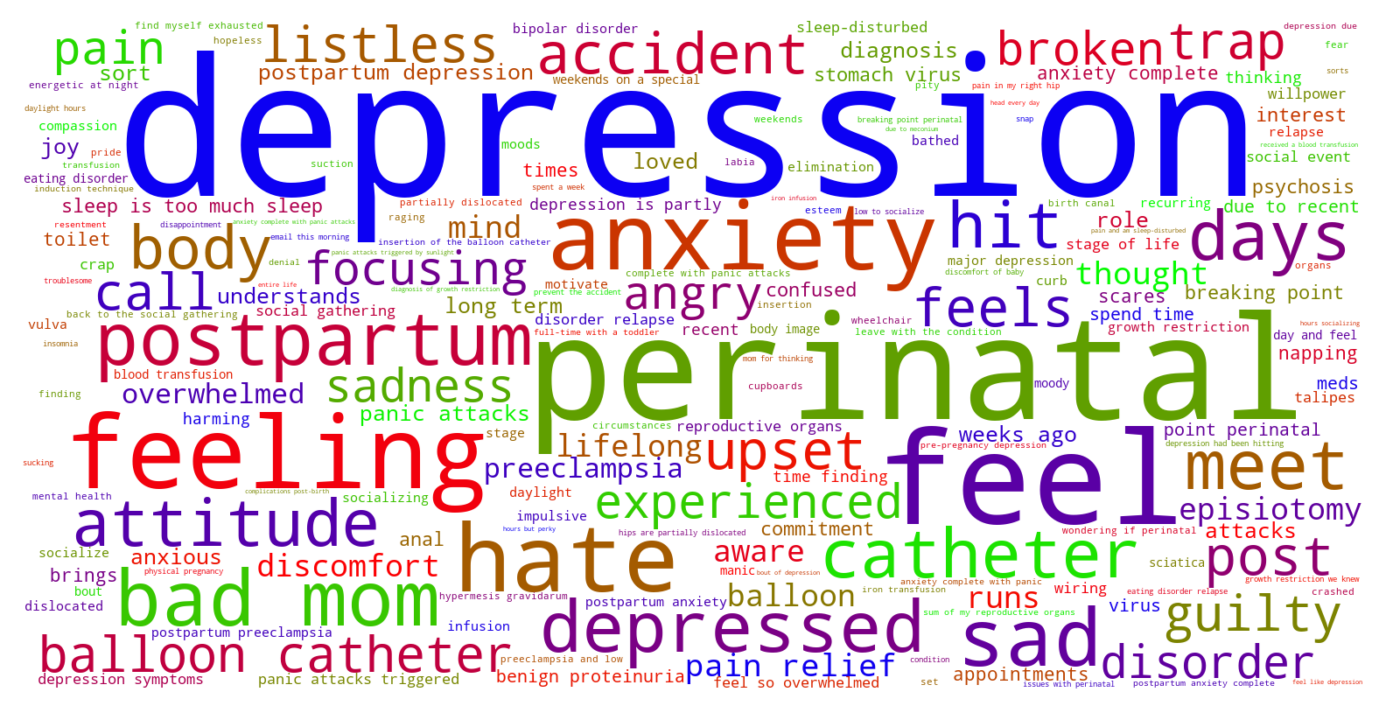 find myself exhausted
bipolar disorder
sleep-disturbed
depression due
pain
hopeless
listless
accident
diagnosis
broken
trap
fear
sort
postpartum depression
weekends on a special
stomach virus
anxiety complete
thinking
sorts
energetic at night
depression
pity
pain in my right hip
willpower
daylight hours
head every day
interest
compassion
moods
weekends
breaking point perinatal
due to meconium
snap
relapse
joy
pride
bathed
received a blood transfusion
transfusion
suction
times
loved
labia
elimination
social event
eating disorder
induction technique
spent a week
psychosis
sleep is too much sleep
partially dislocated
depression is partly
iron infusion
esteem
low to socialize
birth canal
recurring
due to recent
resentment
disappointment
anxiety complete with panic attacks
raging
mind
anxiety
hit
role
days
toilet
body
email this morning
insertion of the balloon catheter
pain and am sleep-disturbed
stage of life
crap
denial
panic attacks triggered by sunlight
focusing
major depression
discomfort of baby
thought
organs
troublesome
entire life
diagnosis of growth restriction
complete with panic attacks
motivate
prevent the accident
angry
confused
curb
call
understands
long term
feels
scares
breaking point
back to the social gathering
social gathering
insertion
spend time
vulva
postpartum
disorder relapse
recent
body image
wheelchair
leave with the condition
growth restriction
hours socializing
full-time with a toddler
day and feel
insomnia
perinatal
mom for thinking
napping
blood transfusion
sadness
finding
overwhelmed
cupboards
moody
meds
talipes
harming
panic attacks
circumstances
reproductive organs
feeling
stage
lifelong
upset
weeks ago
pre-pregnancy depression
point perinatal
depression had been hitting
sucking
preeclampsia
time finding
feel
meet
mental health
complications post-birth
socializing
daylight
experienced
episiotomy
attitude
impulsive
hours but perky
hips are partially dislocated
commitment
wondering if perinatal
attacks
socialize
anxious
anal
hate
aware
catheter
post
physical pregnancy
discomfort
manic
bout of depression
sciatica
brings
bout
anxiety complete with panic
iron transfusion
runs
wiring
eating disorder relapse
growth restriction we knew
crashed
dislocated
bad mom
hypermesis gravidarum
postpartum anxiety
balloon
sum of my reproductive organs
virus
guilty
postpartum preeclampsia
infusion
depressed
sad
balloon catheter
preeclampsia and low
condition
disorder
depression symptoms
panic attacks triggered
benign proteinuria
pain relief
feel so overwhelmed
set
appointments
issues with perinatal
postpartum anxiety complete
feel like depression